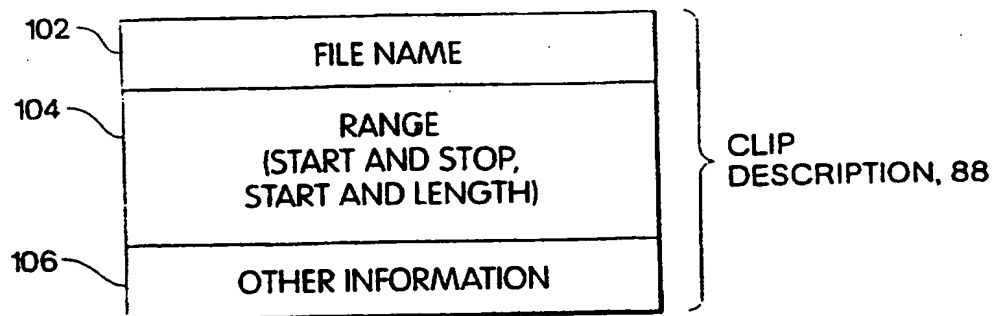 102
FILE NAME
104
RANGE
(START AND STOP,
START AND LENGTH)
CLIP
DESCRIPTION, 88
106
OTHER INFORMATION